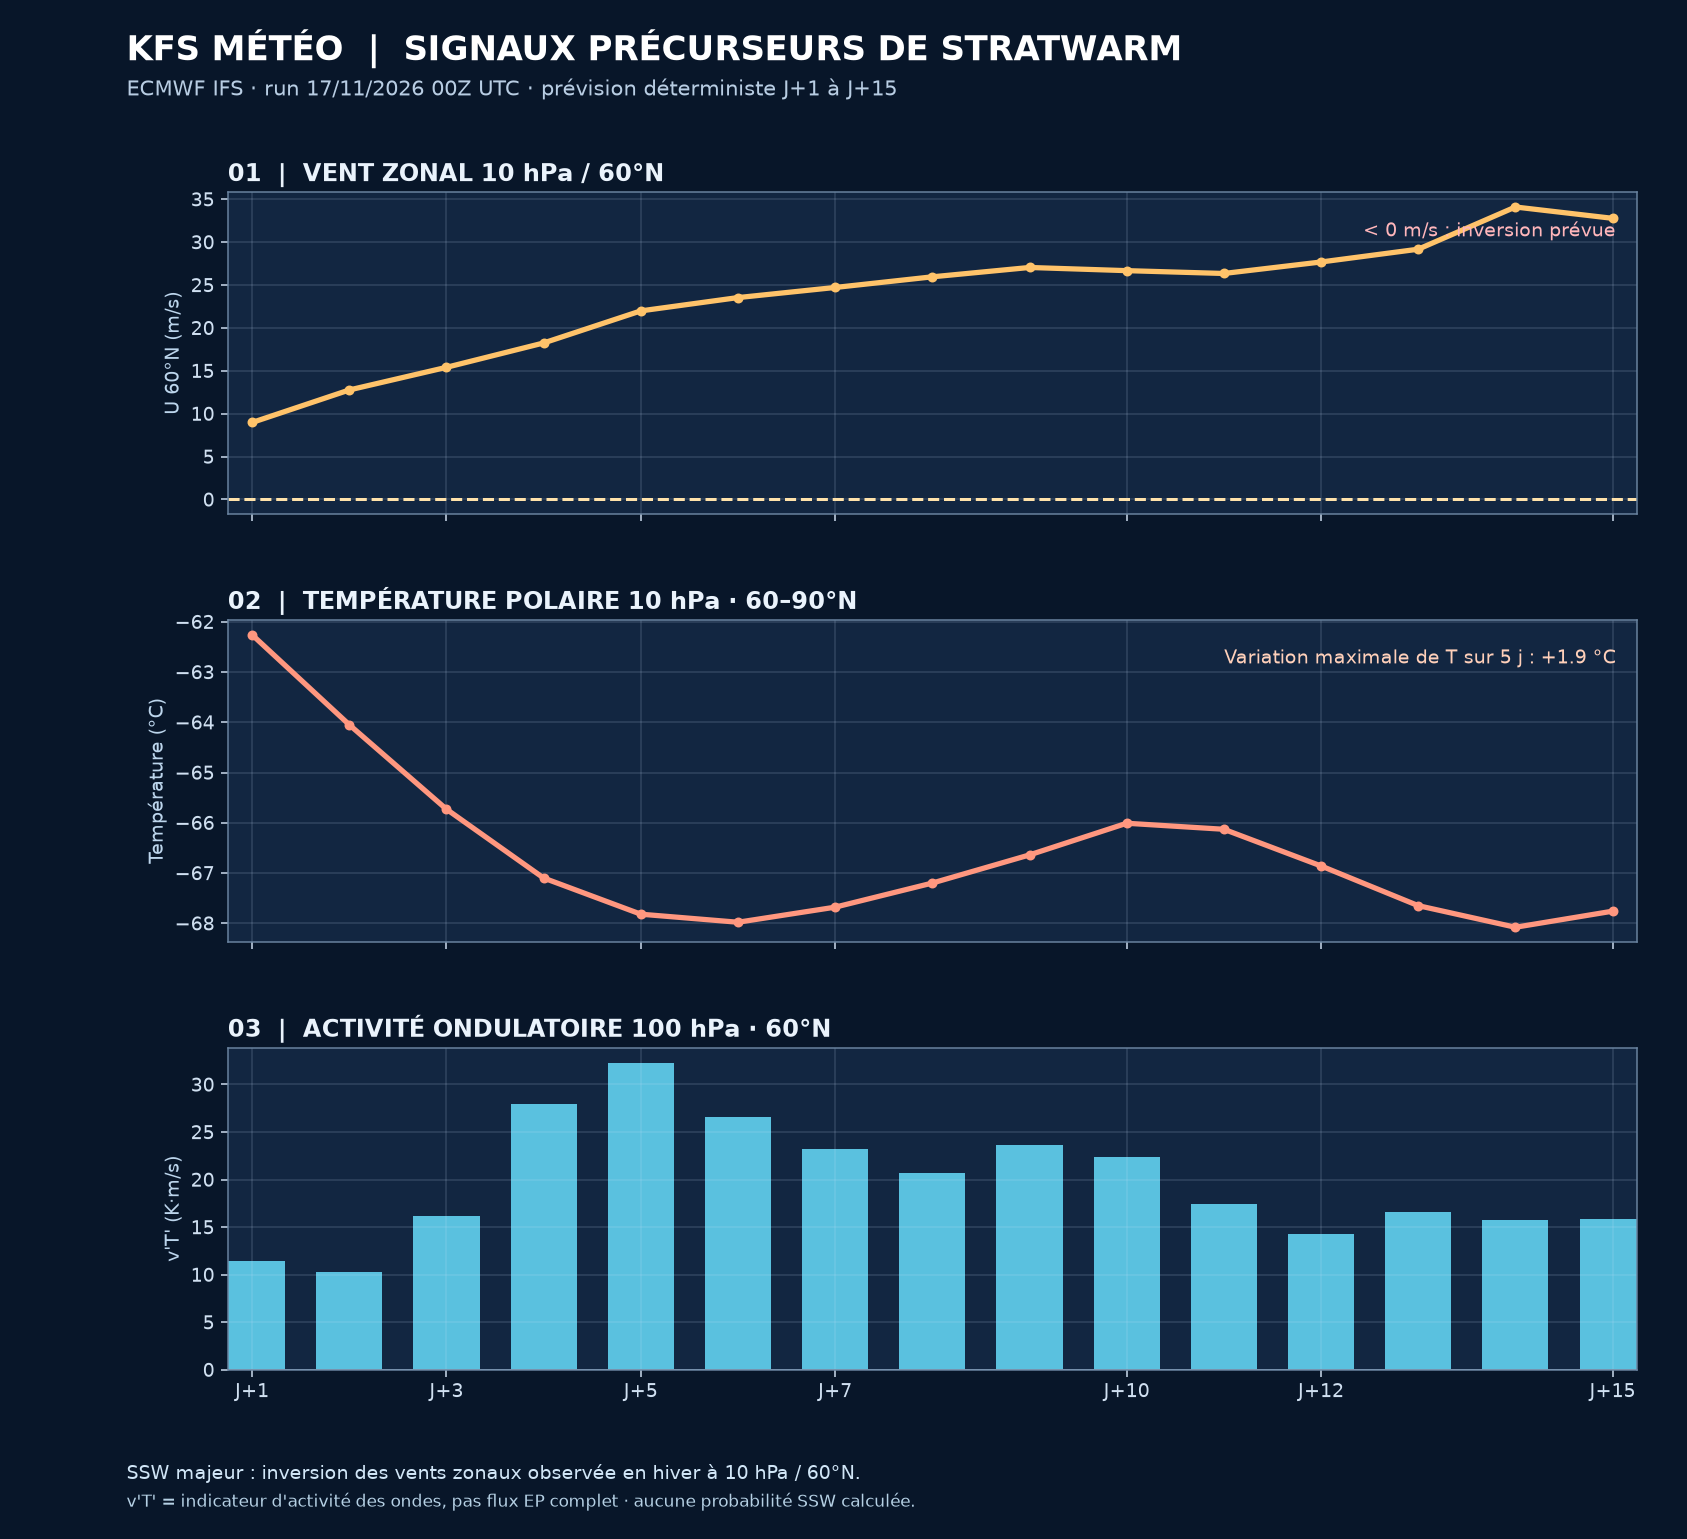 KFS MÉTÉO | SIGNAUX PRÉCURSEURS DE STRATWARM
ECMWF IFS · run 17/11/2026 00Z UTC · prévision déterministe J+1 à J+15
01 | VENT ZONAL 10 hPa / 60°N
U 60°N (m/s)
35
30
25
20
15
10
5
0
< 0 m/s : inversion prévue
02 | TEMPÉRATURE POLAIRE 10 hPa · 60–90°N
Température (°C)
−62
−63
−64
−65
−66
−67
−68
Variation maximale de T sur 5 j : +1.9 °C
03 | ACTIVITÉ ONDULATOIRE 100 hPa · 60°N
v'T' (K·m/s)
30
25
20
15
10
5
0
J+1 J+3 J+5 J+7 J+10 J+12 J+15
SSW majeur : inversion des vents zonaux observée en hiver à 10 hPa / 60°N.
v'T' = indicateur d'activité des ondes, pas flux EP complet · aucune probabilité SSW calculée.